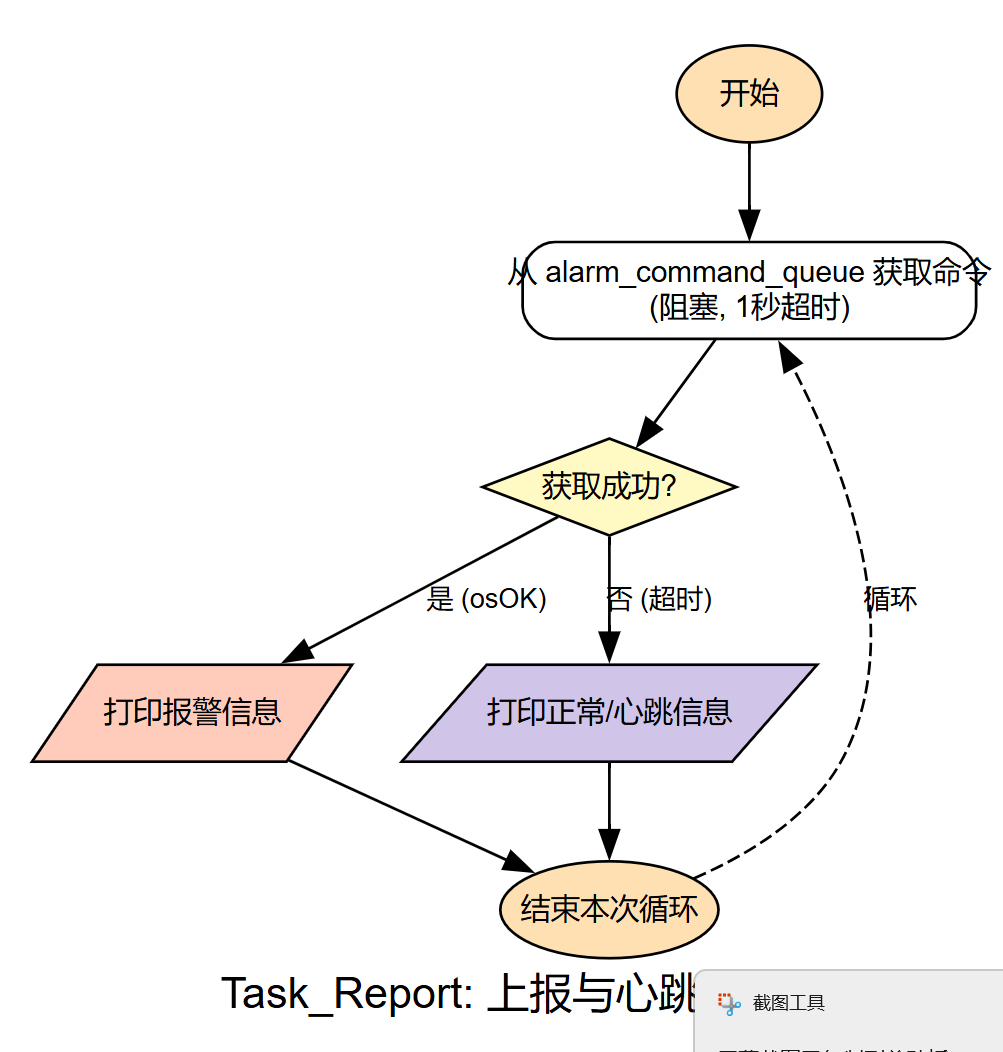 开始
从 alarm_command_queue 获取命令
(阻塞, 1秒超时)
获取成功?
是 (osOK)
否 (超时)
循环
打印报警信息
打印正常/心跳信息
结束本次循环
Task_Report: 上报与心跳
截图工具